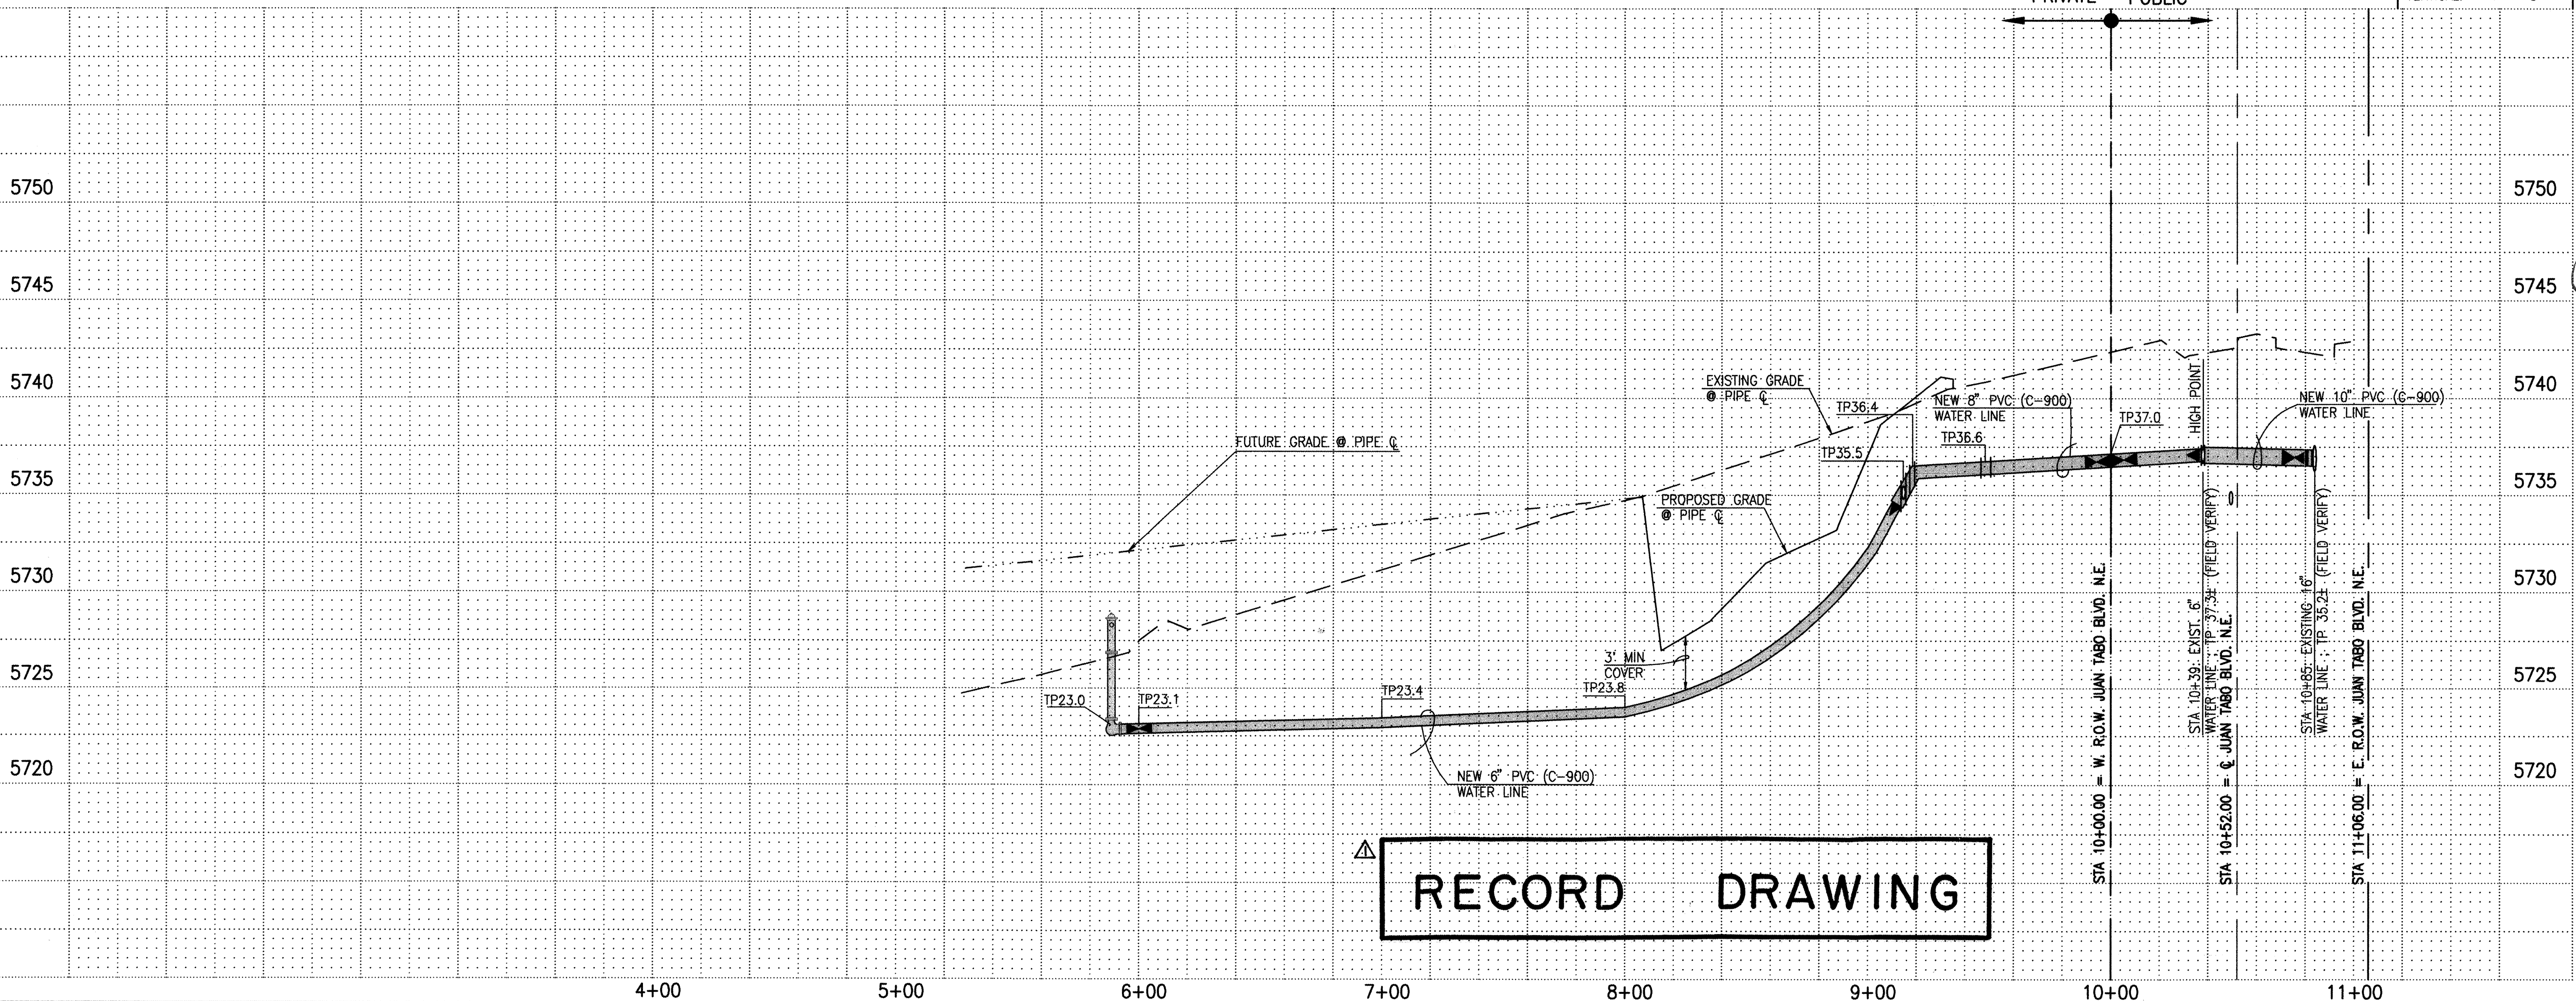 PRIVATE PUBLIC
5750 5750
5745 5745
5740 5740
5735 5735
5730 5730
5725 5725
5720 5720
EXISTING GRADE
@ PIPE ℄
FUTURE GRADE @ PIPE ℄
PROPOSED GRADE
@ PIPE ℄
TP36.4
TP35.5
NEW 8" PVC (C-900)
WATER LINE
TP36.6
TP37.0
HIGH POINT
NEW 10" PVC (C-900)
WATER LINE
3' MIN
COVER
TP23.0
TP23.1
TP23.4
TP23.8
NEW 6" PVC (C-900)
WATER LINE
STA 10+00.00 = W. R.O.W. JUAN TABO BLVD. N.E.
STA 10+39: EXIST. 6"
WATER LINE ; TP 37.3± (FIELD VERIFY)
STA 10+52.00 = ℄ JUAN TABO BLVD. N.E.
STA 10+85: EXISTING 16"
WATER LINE ; TP 35.2± (FIELD VERIFY)
STA 11+06.00 = E. R.O.W. JUAN TABO BLVD. N.E.
1
RECORD DRAWING
4+00 5+00 6+00 7+00 8+00 9+00 10+00 11+00